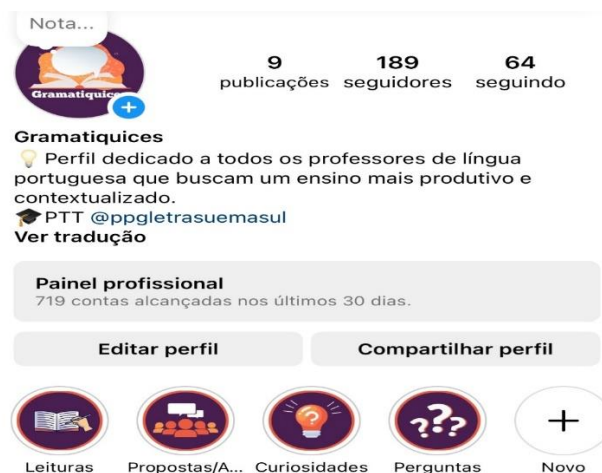 Nota...
Gramatiquices
9 189 64
publicações seguidores seguindo
Gramatiquices
Perfil dedicado a todos os professores de língua
portuguesa que buscam um ensino mais produtivo e
contextualizado.
PTT @ppgletrasuemasul
Ver tradução
Painel profissional
719 contas alcançadas nos últimos 30 dias.
Editar perfil Compartilhar perfil
???
Leituras Propostas/A... Curiosidades Perguntas Novo